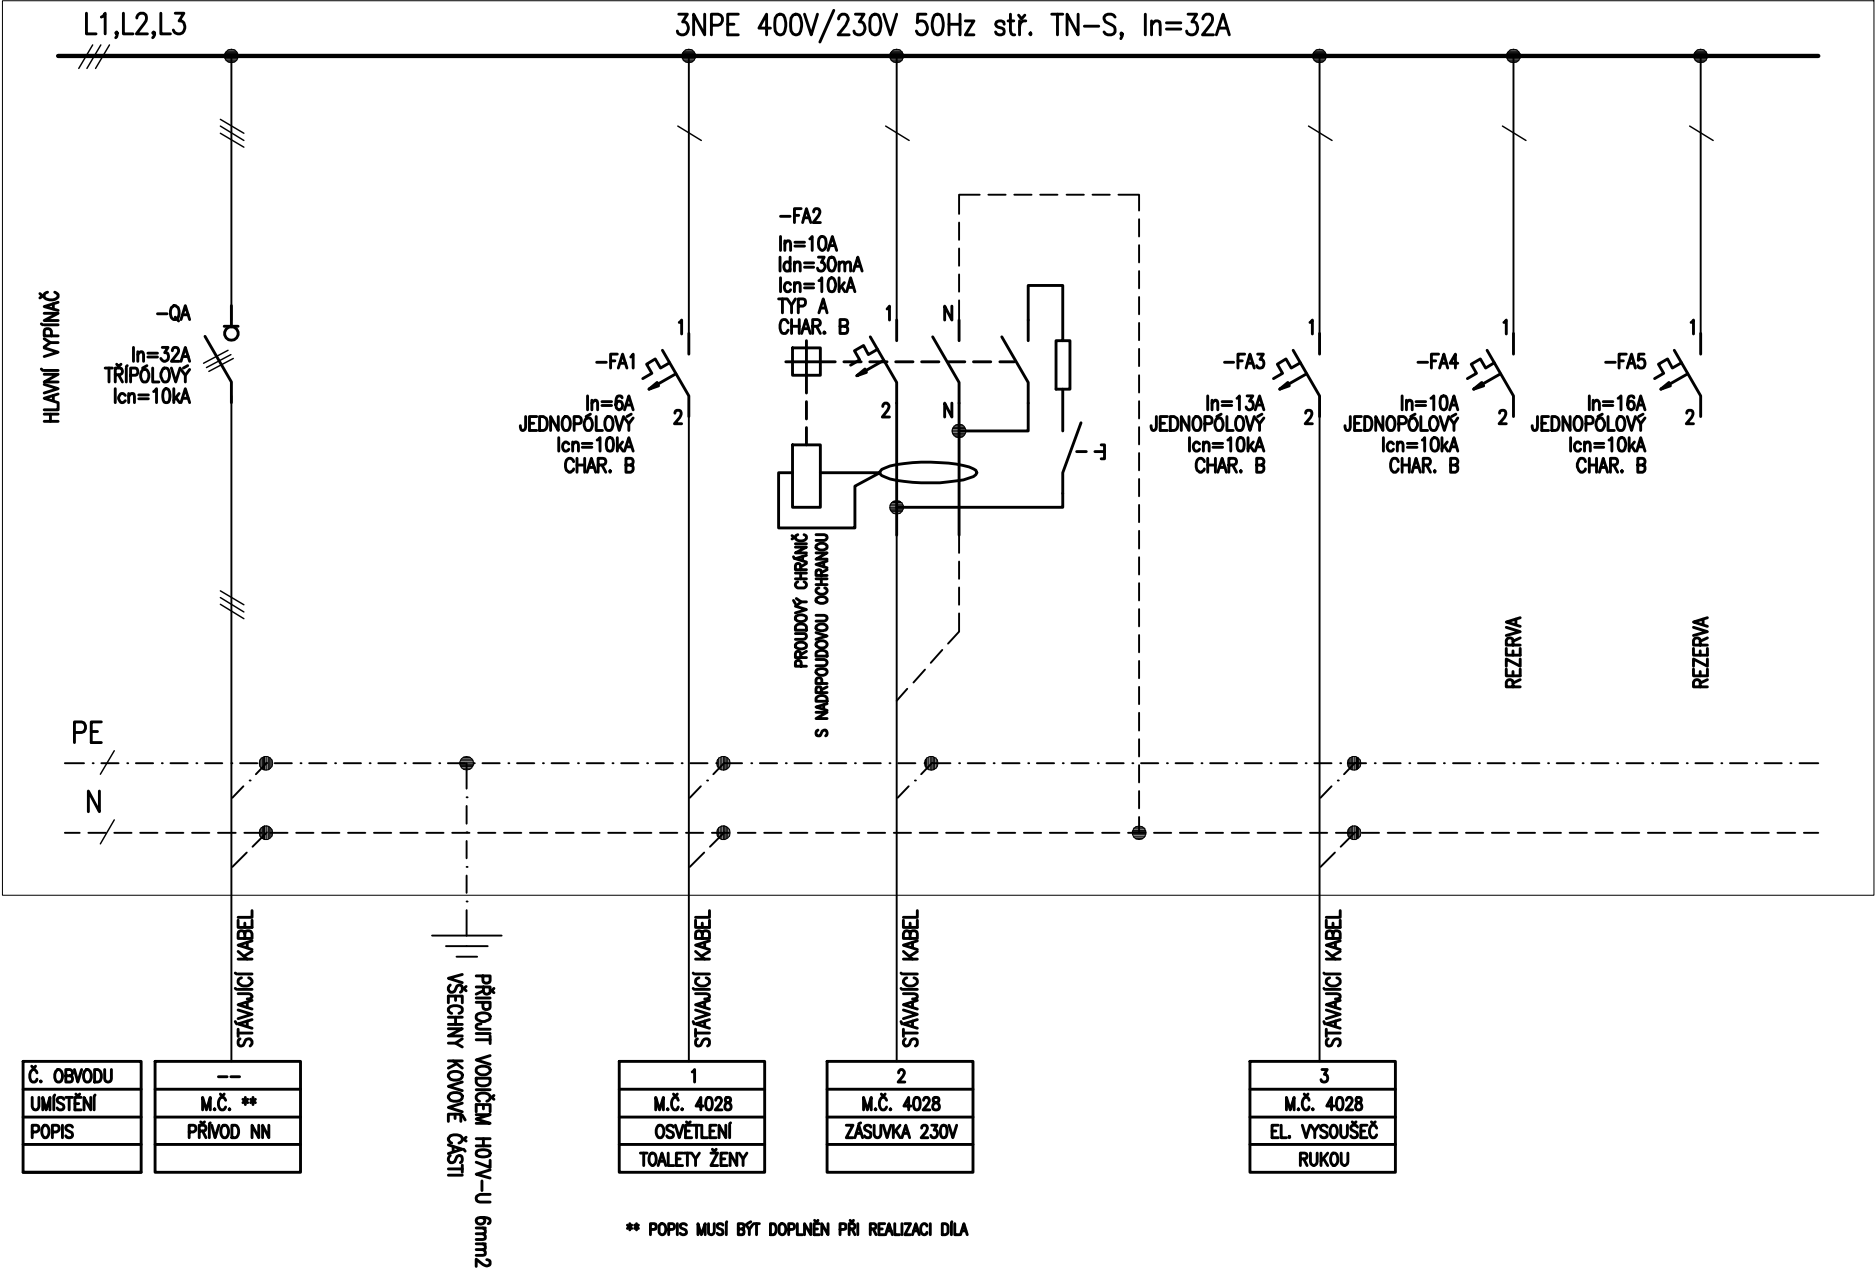 L1,L2,L3
3NPE 400V/230V 50Hz stř. TN-S, In=32A
HLAVNÍ VYPÍNAČ
-QA
In=32A
TŘÍPÓLOVÝ
Icn=10kA
1
-FA1
In=6A
JEDNOPÓLOVÝ
Icn=10kA
CHAR. B
2
-FA2
In=10A
Idn=30mA
Icn=10kA
TYP A
CHAR. B
1
N
2
N
PROUDOVÝ CHRÁNIČ
S NADRPOUDOVOU OCHRANOU
1
-FA3
In=13A
JEDNOPÓLOVÝ
Icn=10kA
CHAR. B
2
1
-FA4
In=10A
JEDNOPÓLOVÝ
Icn=10kA
CHAR. B
2
REZERVA
1
-FA5
In=16A
JEDNOPÓLOVÝ
Icn=10kA
CHAR. B
2
REZERVA
PE
N
STÁVAJÍCÍ KABEL
PŘIPOJIT VODIČEM H07V-U 6mm2
VŠECHNY KOVOVÉ ČÁSTI
STÁVAJÍCÍ KABEL
STÁVAJÍCÍ KABEL
STÁVAJÍCÍ KABEL
Č. OBVODU
UMÍSTĚNÍ
POPIS
--
M.Č. **
PŘÍVOD NN
1
M.Č. 4028
OSVĚTLENÍ
TOALETY ŽENY
2
M.Č. 4028
ZÁSUVKA 230V
3
M.Č. 4028
EL. VYSOUŠEČ
RUKOU
** POPIS MUSÍ BÝT DOPLNĚN PŘI REALIZACI DÍLA